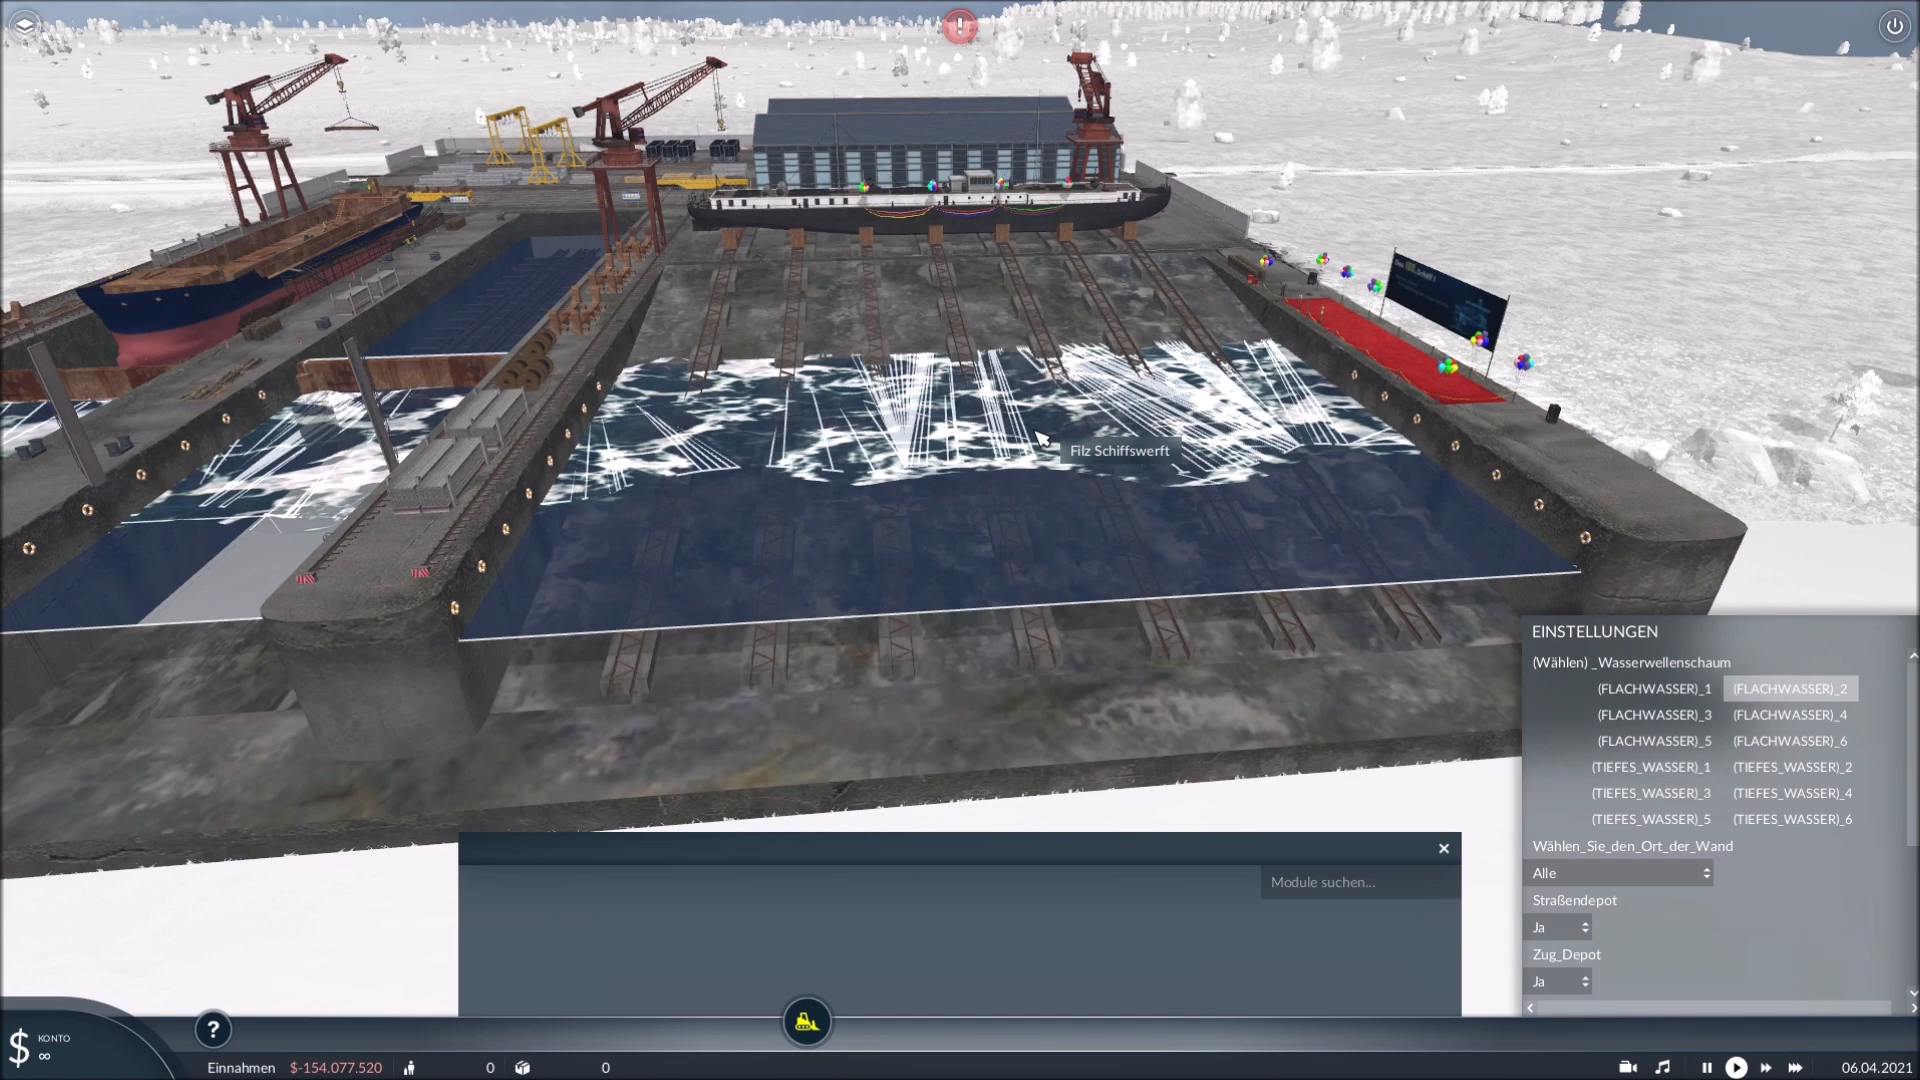 Filz Schiffswerft
EINSTELLUNGEN
(Wählen) _Wasserwellenschaum
(FLACHWASSER)_1 (FLACHWASSER)_2
(FLACHWASSER)_3 (FLACHWASSER)_4
(FLACHWASSER)_5 (FLACHWASSER)_6
(TIEFES_WASSER)_1 (TIEFES_WASSER)_2
(TIEFES_WASSER)_3 (TIEFES_WASSER)_4
(TIEFES_WASSER)_5 (TIEFES_WASSER)_6
Wählen_Sie_den_Ort_der_Wand
Alle
Straßendepot
Ja
Zug_Depot
Ja
Module suchen...
?
$ KONTO
∞
Einnahmen $-154.077.520 0 0 06.04.2021